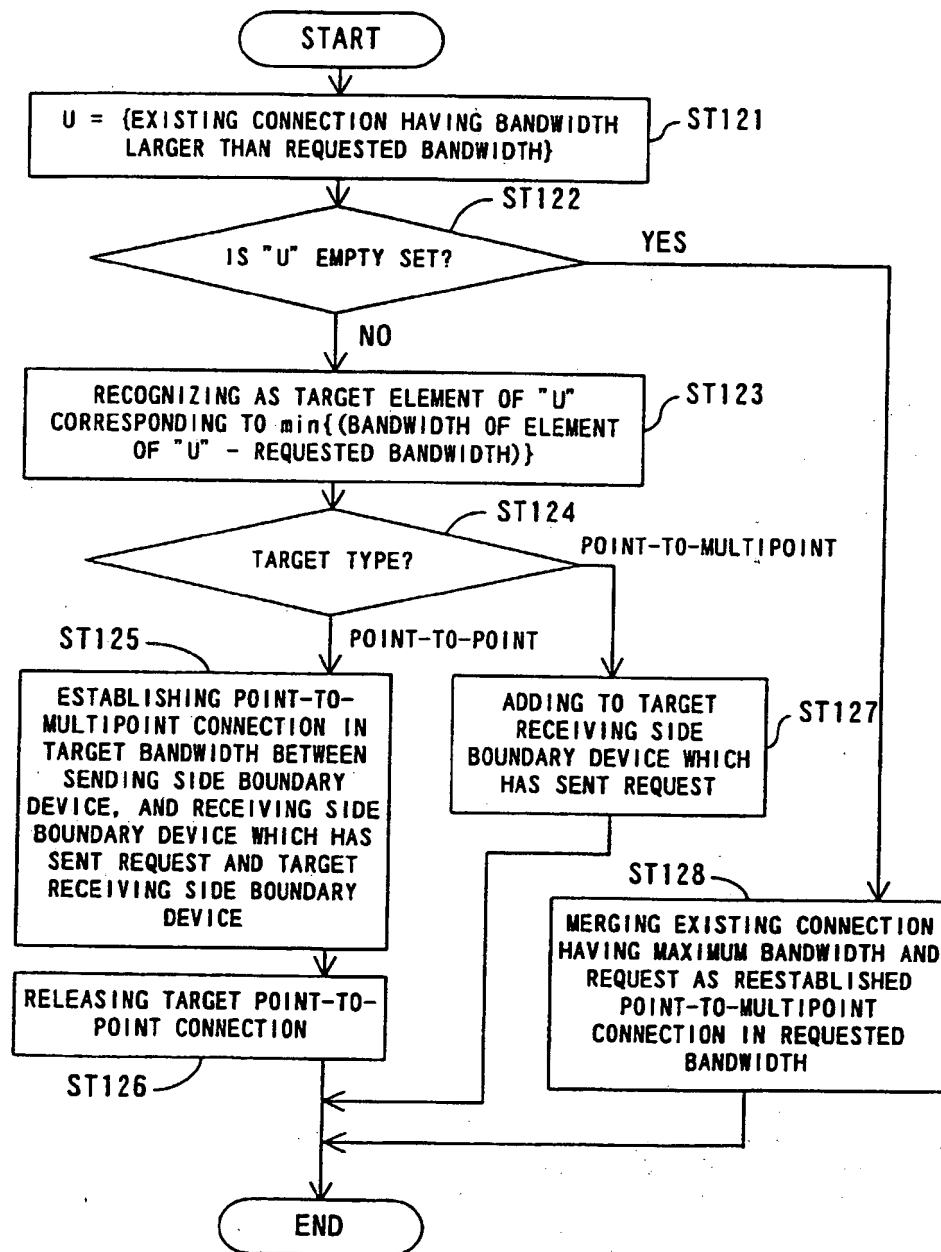 START
U = {EXISTING CONNECTION HAVING BANDWIDTH
LARGER THAN REQUESTED BANDWIDTH}
ST121
ST122
IS "U" EMPTY SET?
YES
NO
RECOGNIZING AS TARGET ELEMENT OF "U"
CORRESPONDING TO min{(BANDWIDTH OF ELEMENT
OF "U" - REQUESTED BANDWIDTH)}
ST123
ST124
TARGET TYPE?
POINT-TO-MULTIPOINT
POINT-TO-POINT
ST125
ESTABLISHING POINT-TO-
MULTIPOINT CONNECTION IN
TARGET BANDWIDTH BETWEEN
SENDING SIDE BOUNDARY
DEVICE, AND RECEIVING SIDE
BOUNDARY DEVICE WHICH HAS
SENT REQUEST AND TARGET
RECEIVING SIDE BOUNDARY
DEVICE
ADDING TO TARGET
RECEIVING SIDE
BOUNDARY DEVICE WHICH
HAS SENT REQUEST
ST127
ST128
MERGING EXISTING CONNECTION
HAVING MAXIMUM BANDWIDTH AND
REQUEST AS REESTABLISHED
POINT-TO-MULTIPOINT
CONNECTION IN REQUESTED
BANDWIDTH
RELEASING TARGET POINT-TO-
POINT CONNECTION
ST126
END